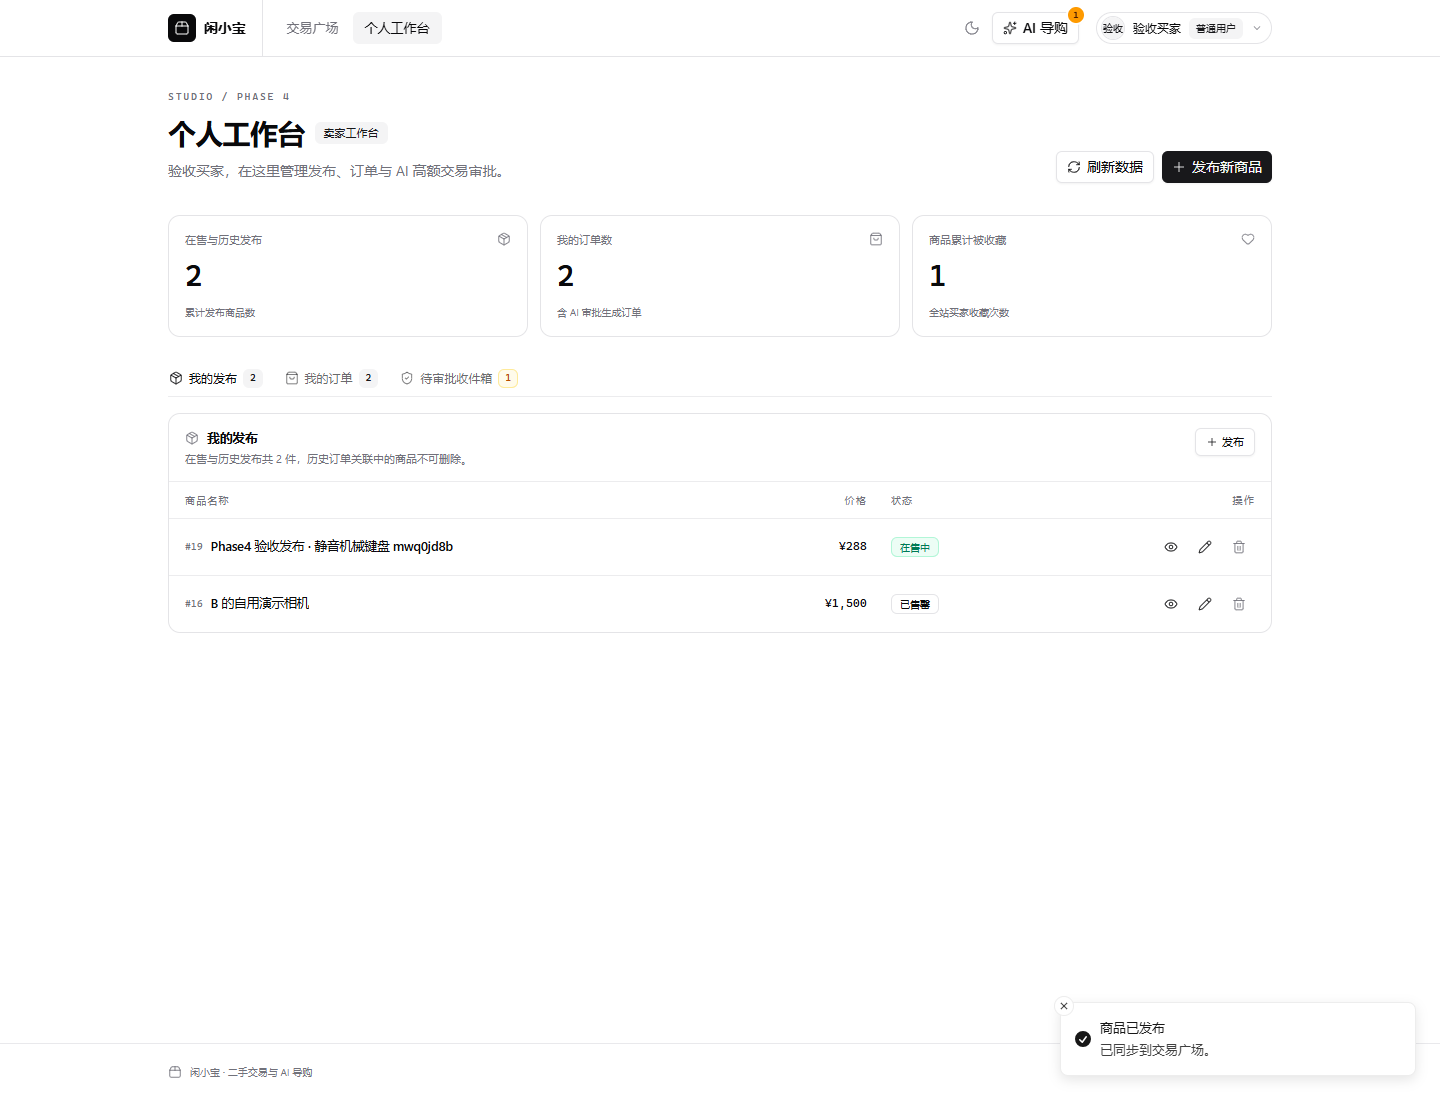 闲小宝
交易广场
个人工作台
AI 导购
1
验收
验收买家
普通用户
STUDIO / PHASE 4
个人工作台
卖家工作台
验收买家，在这里管理发布、订单与 AI 高额交易审批。
刷新数据
发布新商品
在售与历史发布
2
累计发布商品数
我的订单数
2
含 AI 审批生成订单
商品累计被收藏
1
全站买家收藏次数
我的发布 2
我的订单 2
待审批收件箱 1
我的发布
在售与历史发布共 2 件，历史订单关联中的商品不可删除。
发布
商品名称 价格 状态 操作
#19 Phase4 验收发布 · 静音机械键盘 mwq0jd8b ¥288 在售中
#16 B 的自用演示相机 ¥1,500 已售罄
商品已发布
已同步到交易广场。
闲小宝 · 二手交易与 AI 导购